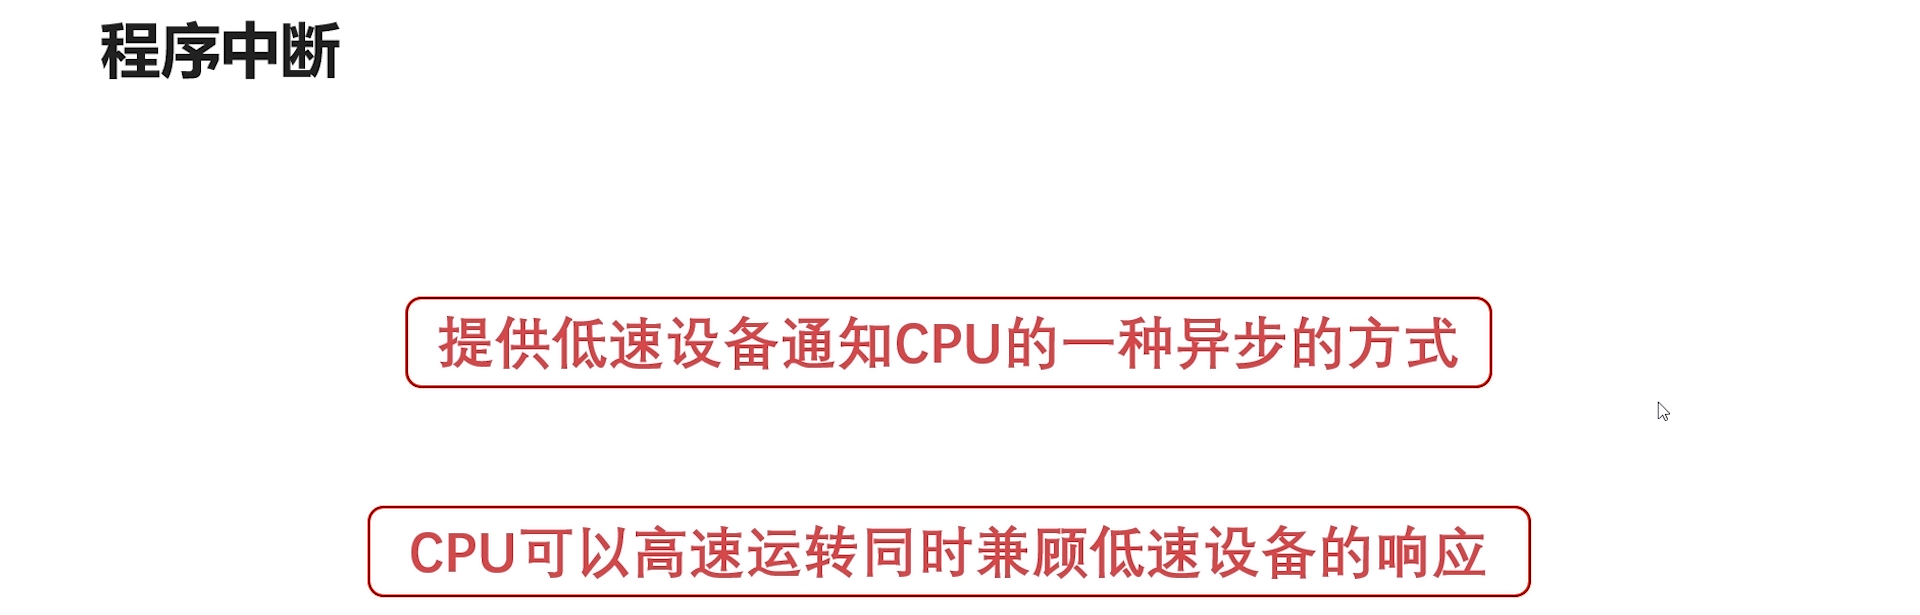 程序中断
提供低速设备通知CPU的一种异步的方式
CPU可以高速运转同时兼顾低速设备的响应